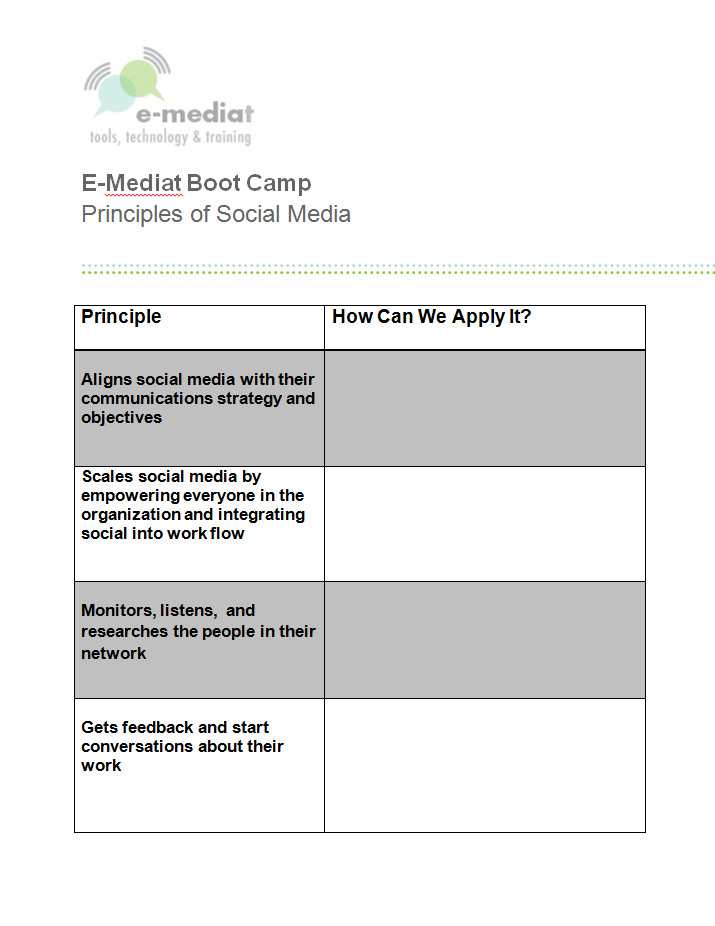 e-mediat
tools, technology & training
E-Mediat Boot Camp
Principles of Social Media
Principle
How Can We Apply It?
Aligns social media with their
communications strategy and
objectives
Scales social media by
empowering everyone in the
organization and integrating
social into work flow
Monitors, listens,  and
researches the people in their
network
Gets feedback and start
conversations about their
work